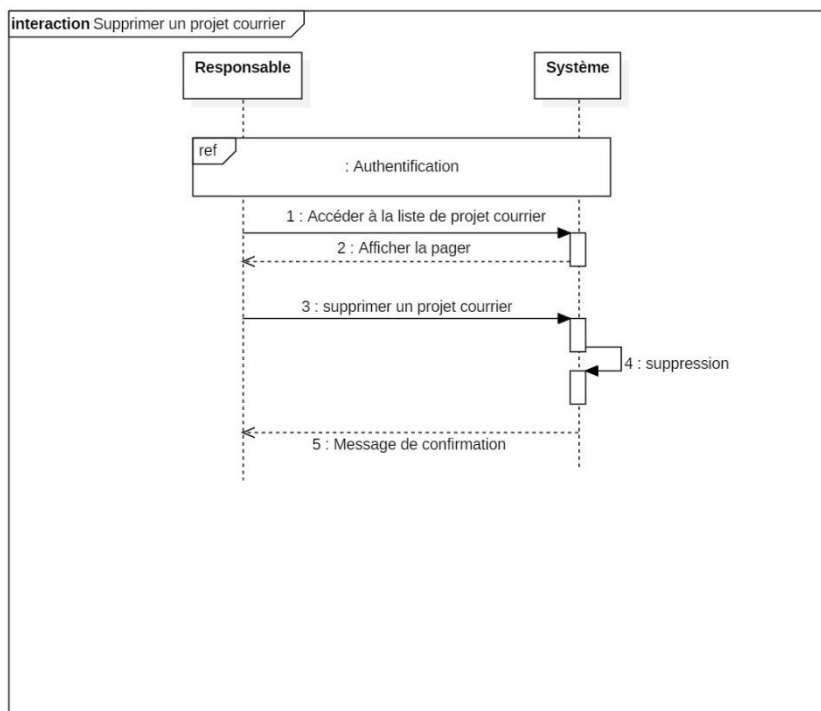 interaction Supprimer un projet courrier
Responsable
Système
ref
: Authentification
1 : Accéder à la liste de projet courrier
2 : Afficher la pager
3 : supprimer un projet courrier
4 : suppression
5 : Message de confirmation